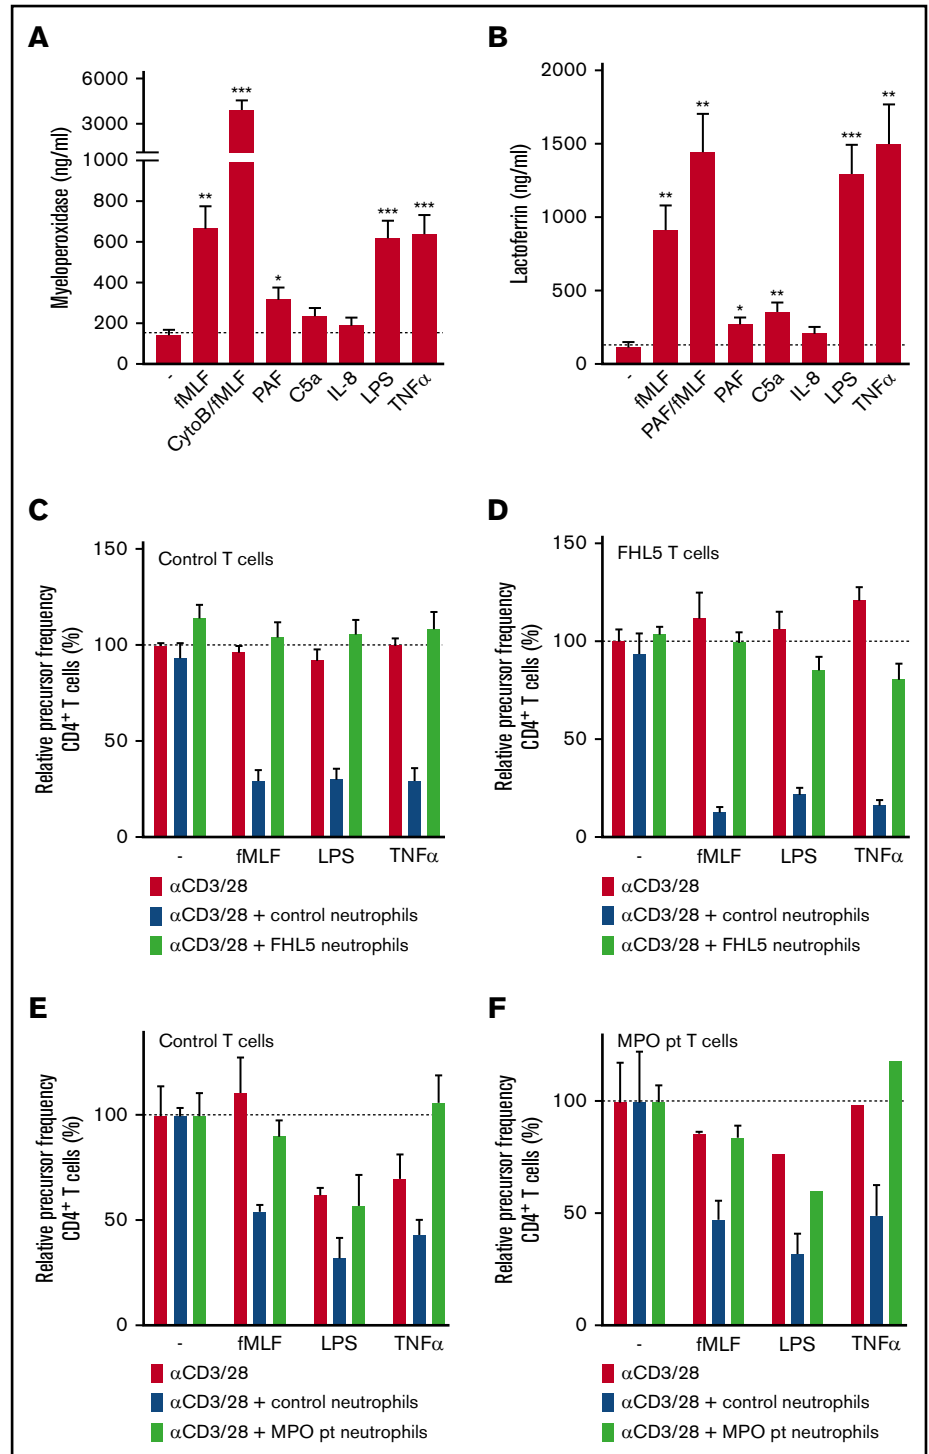 A
Myeloperoxidase (ng/ml)
6000
3000
1000
800
600
400
200
0
**
***
*
***
***
-
fMLF
CytoB/fMLF
PAF
C5a
IL-8
LPS
TNFα
B
Lactoferrin (ng/ml)
2000
1500
1000
500
0
**
**
*
**
***
**
-
fMLF
PAF/fMLF
PAF
C5a
IL-8
LPS
TNFα
C
Control T cells
Relative precursor frequency
CD4⁺ T cells (%)
150
100
50
0
-
fMLF
LPS
TNFα
αCD3/28
αCD3/28 + control neutrophils
αCD3/28 + FHL5 neutrophils
D
FHL5 T cells
Relative precursor frequency
CD4⁺ T cells (%)
150
100
50
0
-
fMLF
LPS
TNFα
αCD3/28
αCD3/28 + control neutrophils
αCD3/28 + FHL5 neutrophils
E
Control T cells
Relative precursor frequency
CD4⁺ T cells (%)
100
50
0
-
fMLF
LPS
TNFα
αCD3/28
αCD3/28 + control neutrophils
αCD3/28 + MPO pt neutrophils
F
MPO pt T cells
Relative precursor frequency
CD4⁺ T cells (%)
100
50
0
-
fMLF
LPS
TNFα
αCD3/28
αCD3/28 + control neutrophils
αCD3/28 + MPO pt neutrophils